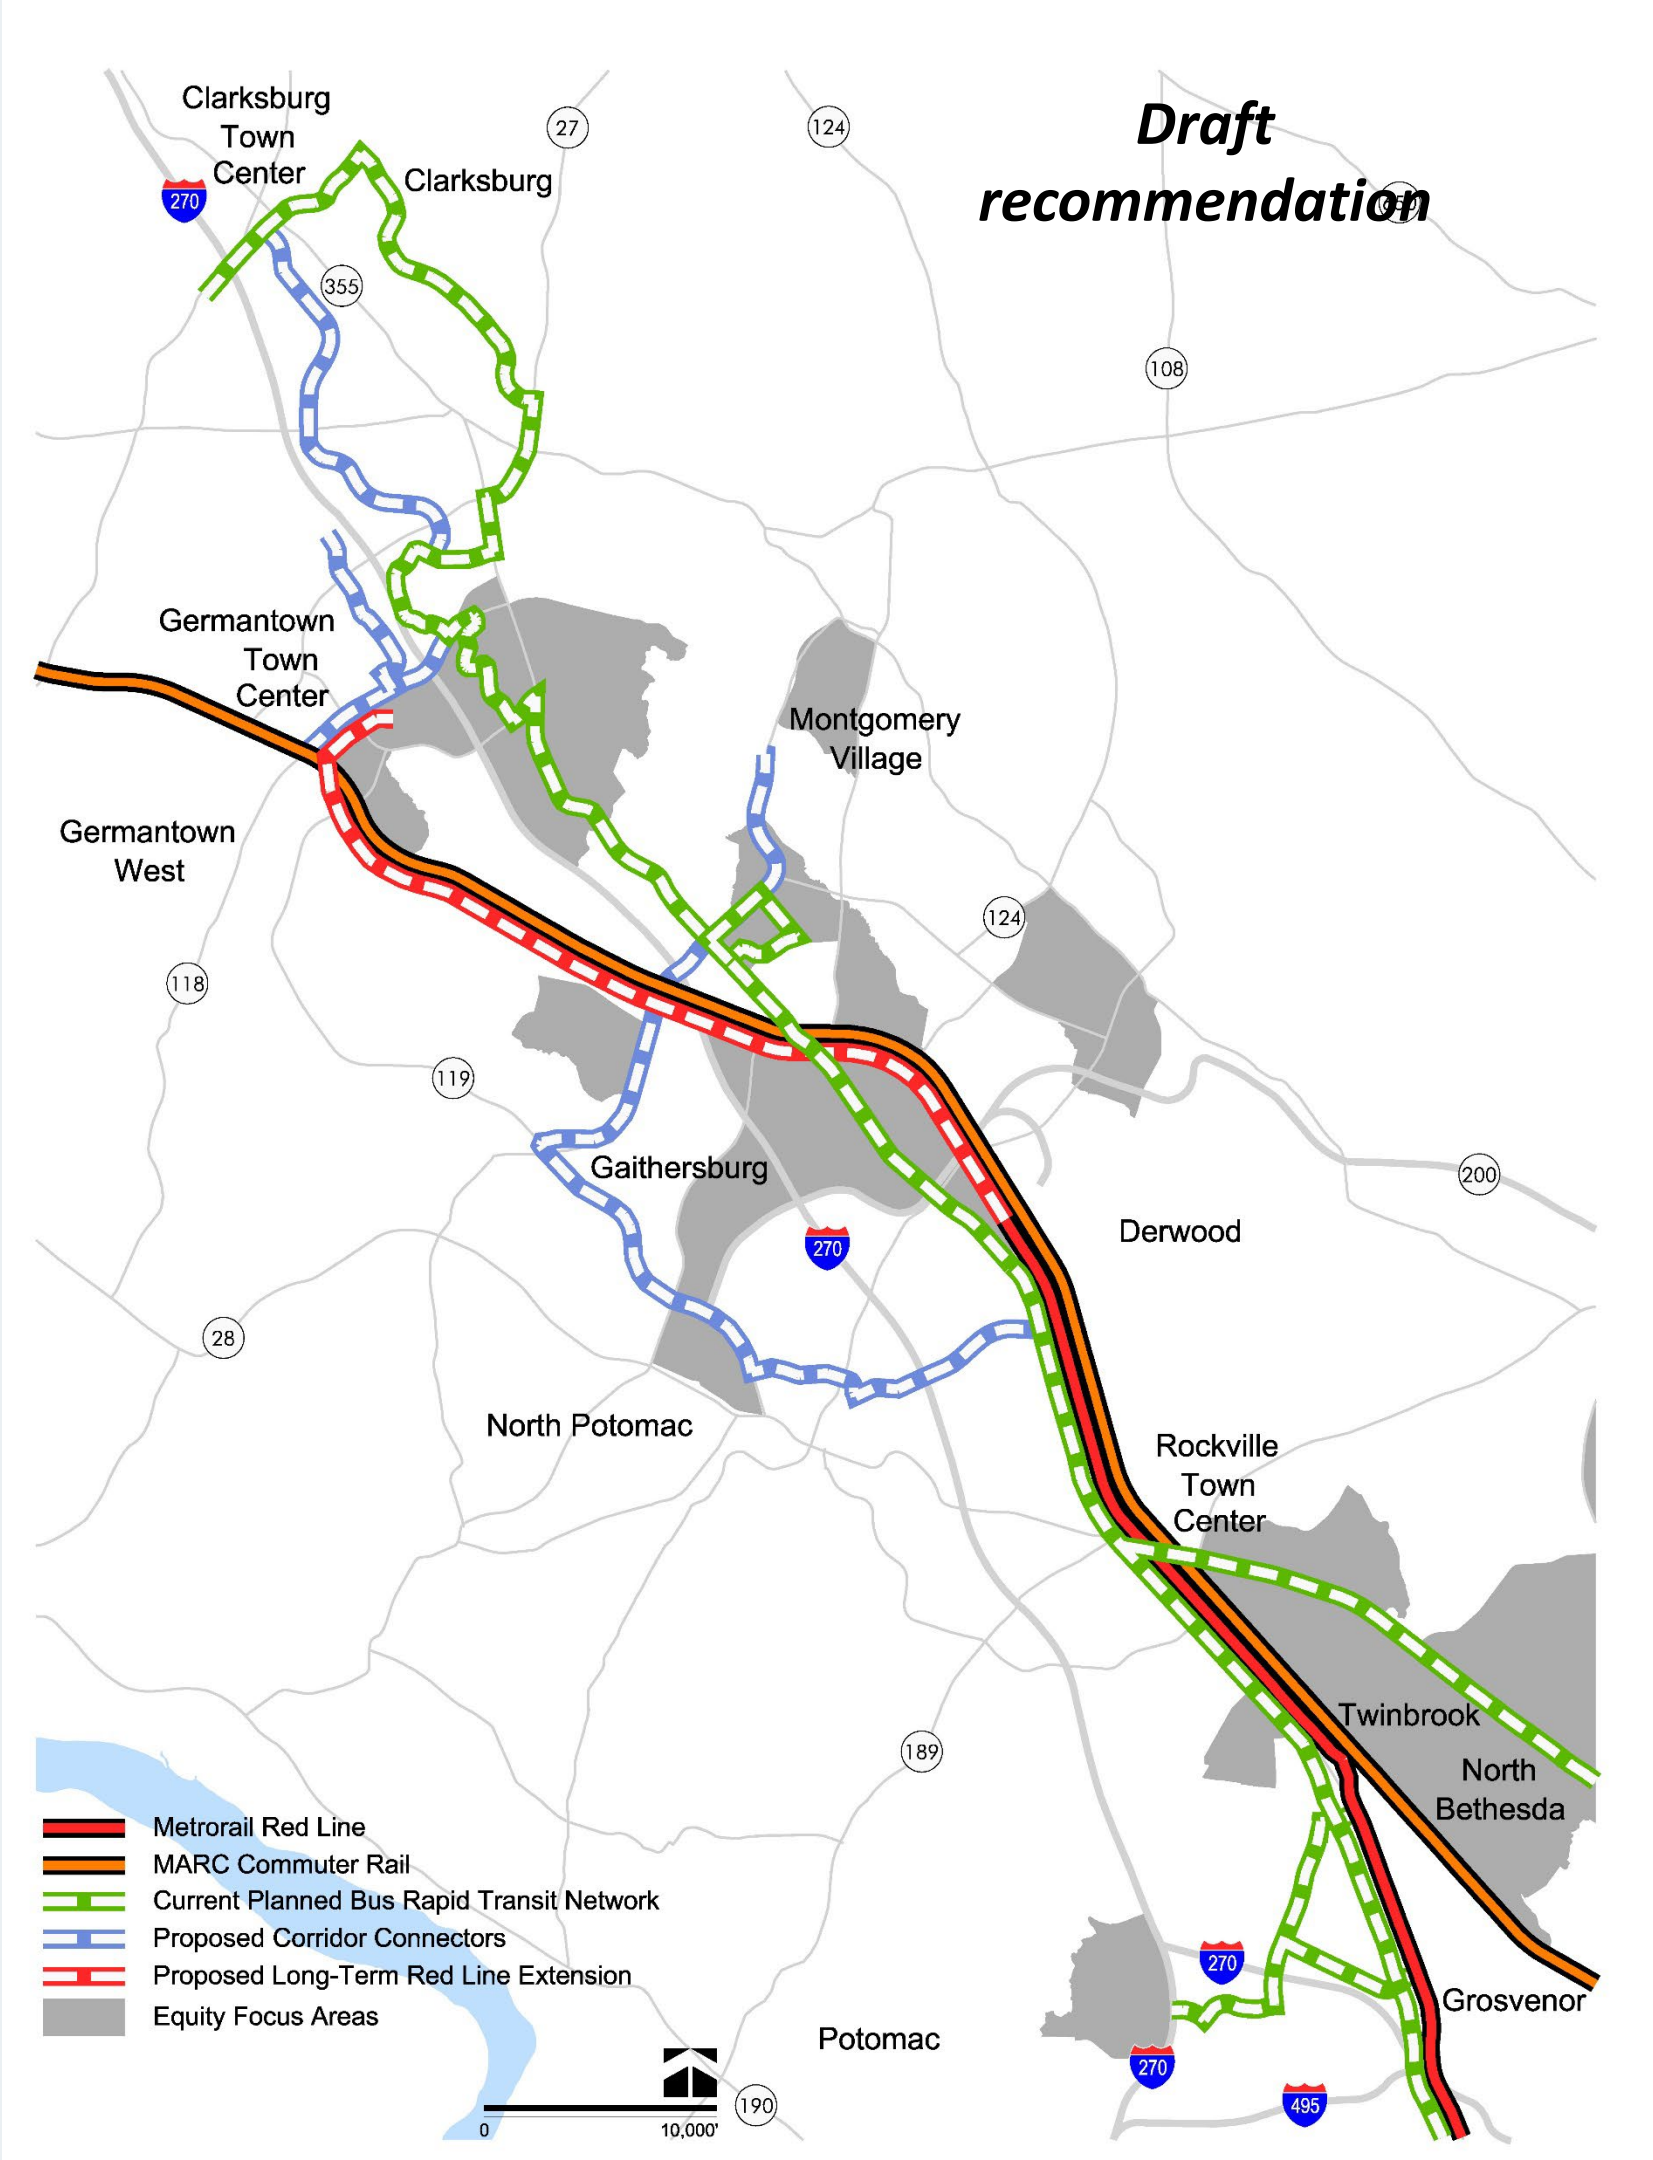 Clarksburg
Town
Center
27
124
Draft
recommendation
Clarksburg
270
355
108
Germantown
Town
Center
Montgomery
Village
Germantown
West
124
118
119
Gaithersburg
200
Derwood
270
28
North Potomac
Rockville
Town
Center
Twinbrook
189
North
Bethesda
Metrorail Red Line
MARC Commuter Rail
Current Planned Bus Rapid Transit Network
Proposed Corridor Connectors
Proposed Long-Term Red Line Extension
Equity Focus Areas
270
Grosvenor
Potomac
270
190
495
0
10,000'